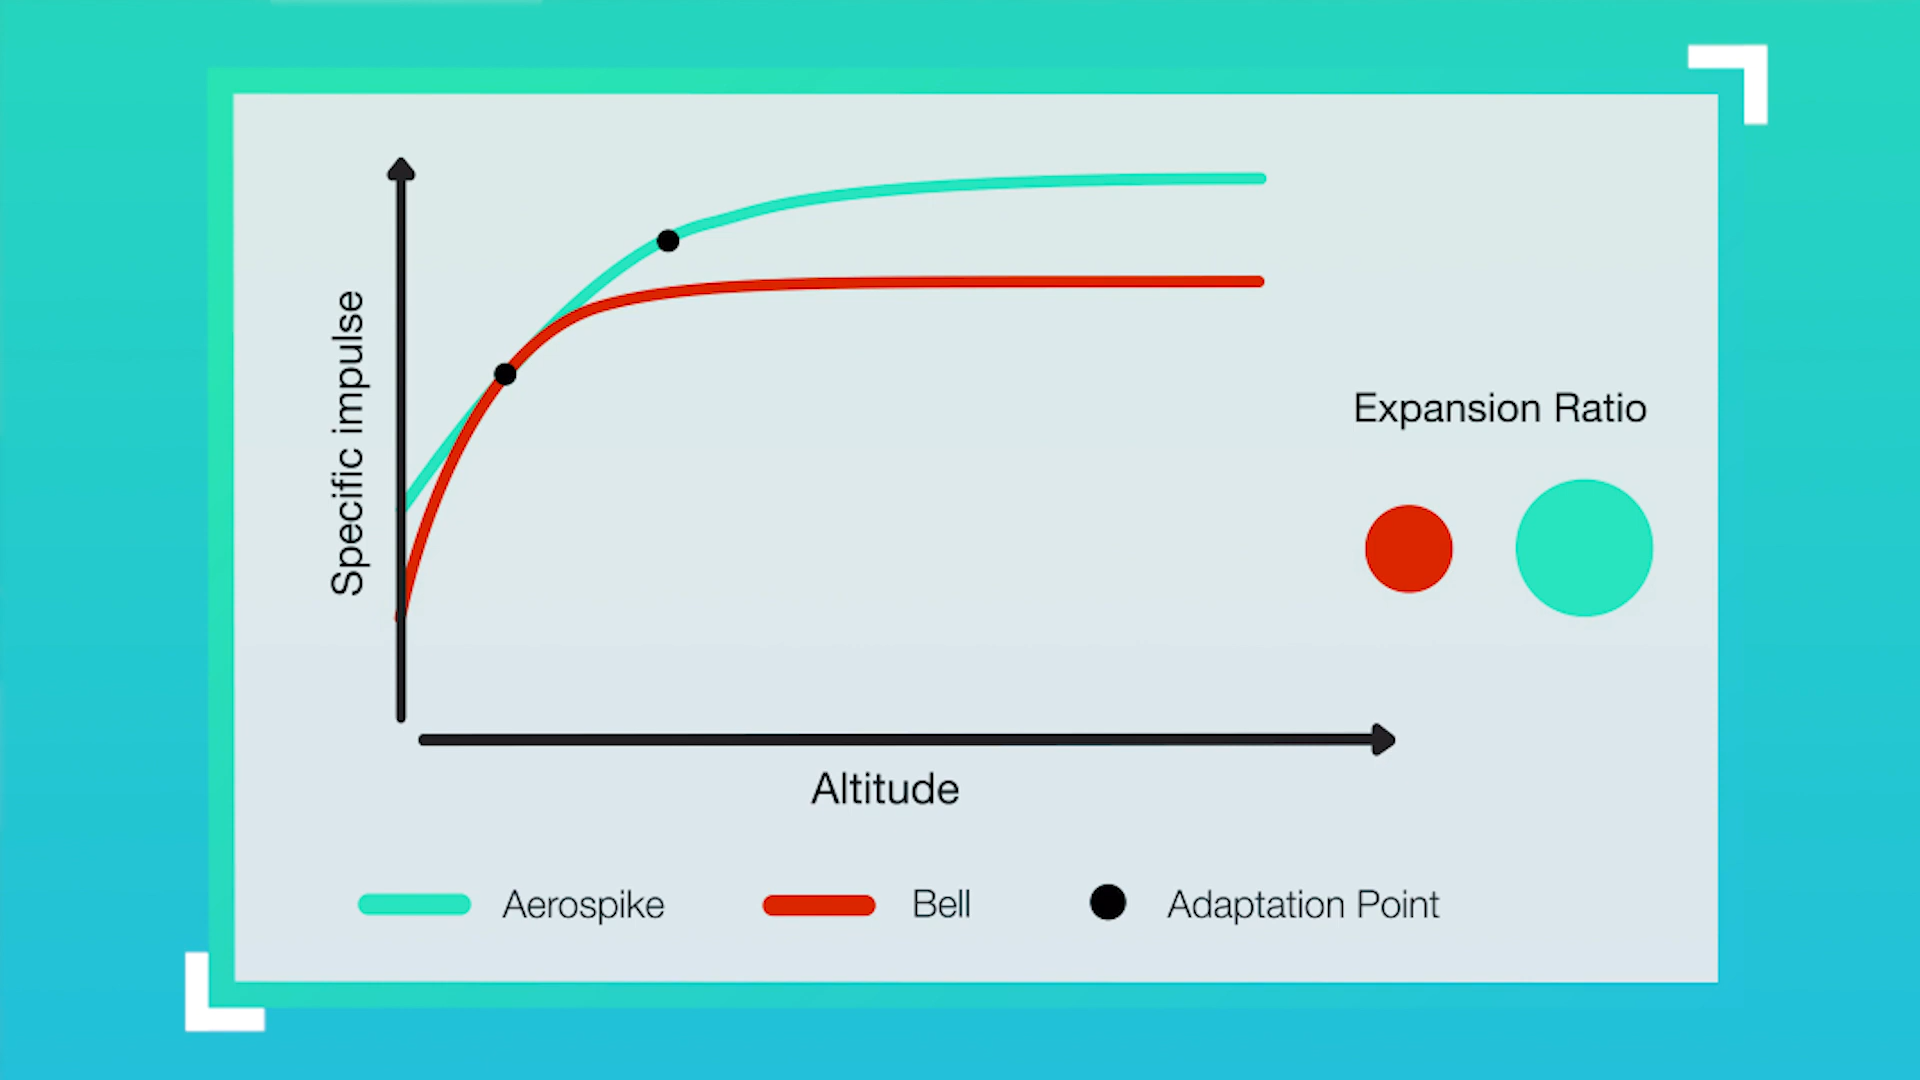 Specific impulse
Expansion Ratio
Altitude
Aerospike
Bell
Adaptation Point